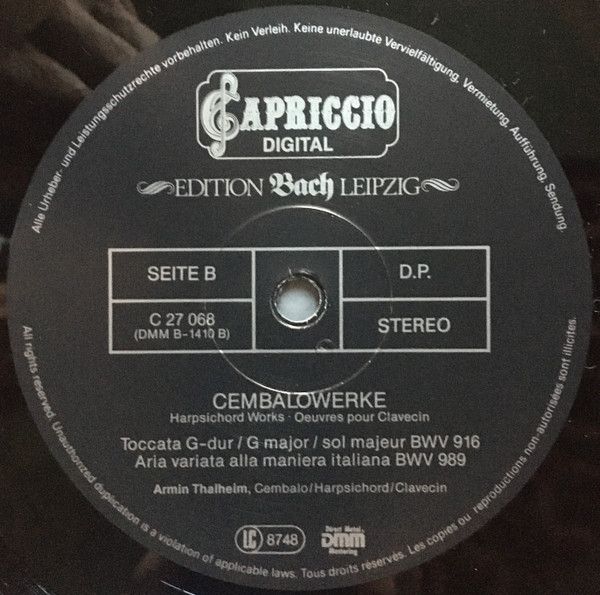 Alle Urheber- und Leistungsschutzrechte vorbehalten. Kein Verleih. Keine unerlaubte Vervielfältigung, Vermietung, Aufführung, Sendung.
CAPRICCIO
DIGITAL
EDITION Bach LEIPZIG
SEITE B
D.P.
C 27 068
(DMM B-1410 B)
STEREO
CEMBALOWERKE
Harpsichord Works · Oeuvres pour Clavecin
Toccata G-dur / G major / sol majeur BWV 916
Aria variata alla maniera italiana BWV 989
Armin Thalheim, Cembalo/Harpsichord/Clavecin
LC 8748
Direct Metal
DMM
Mastering
All rights reserved. Unauthorized duplication is a violation of applicable laws. Tous droits réservés. Les copies ou reproductions non-autorisées sont illicites.